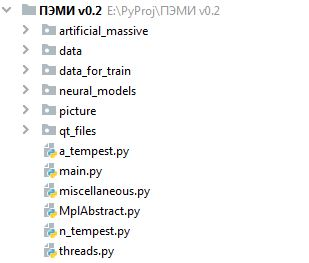 ПЭМИ v0.2 E:\PyProj\ПЭМИ v0.2
artificial_massive
data
data_for_train
neural_models
picture
qt_files
a_tempest.py
main.py
miscellaneous.py
MplAbstract.py
n_tempest.py
threads.py